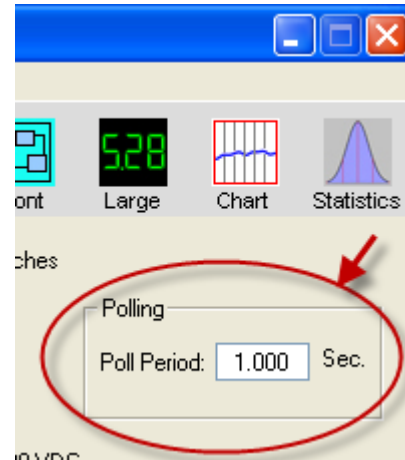 5.28
ont Large Chart Statistics
ches
Polling
Poll Period: 1.000 Sec.